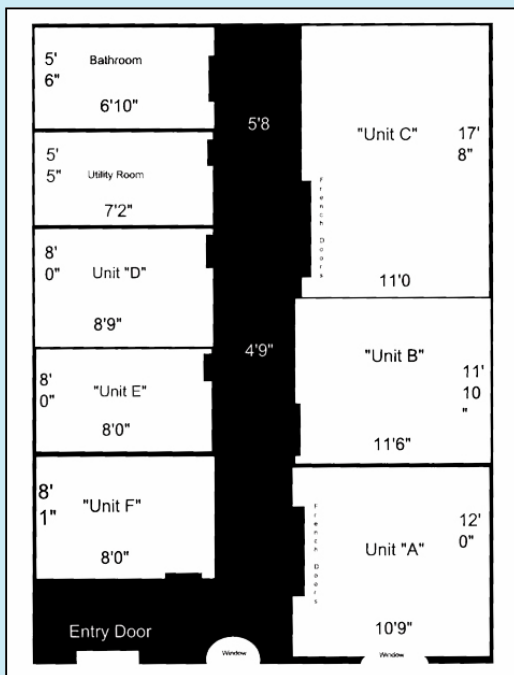 5'
6"
Bathroom
6'10"
5'
5"
Utility Room
7'2"
8'
0"
Unit "D"
8'9"
8'
0"
"Unit E"
8'0"
8'
1"
"Unit F"
8'0"
Entry Door
5'8
4'9"
Window
"Unit C"
17'
8"
French Doors
11'0
"Unit B"
11'
10
"
11'6"
French Doors
Unit "A"
12'
0"
10'9"
Window